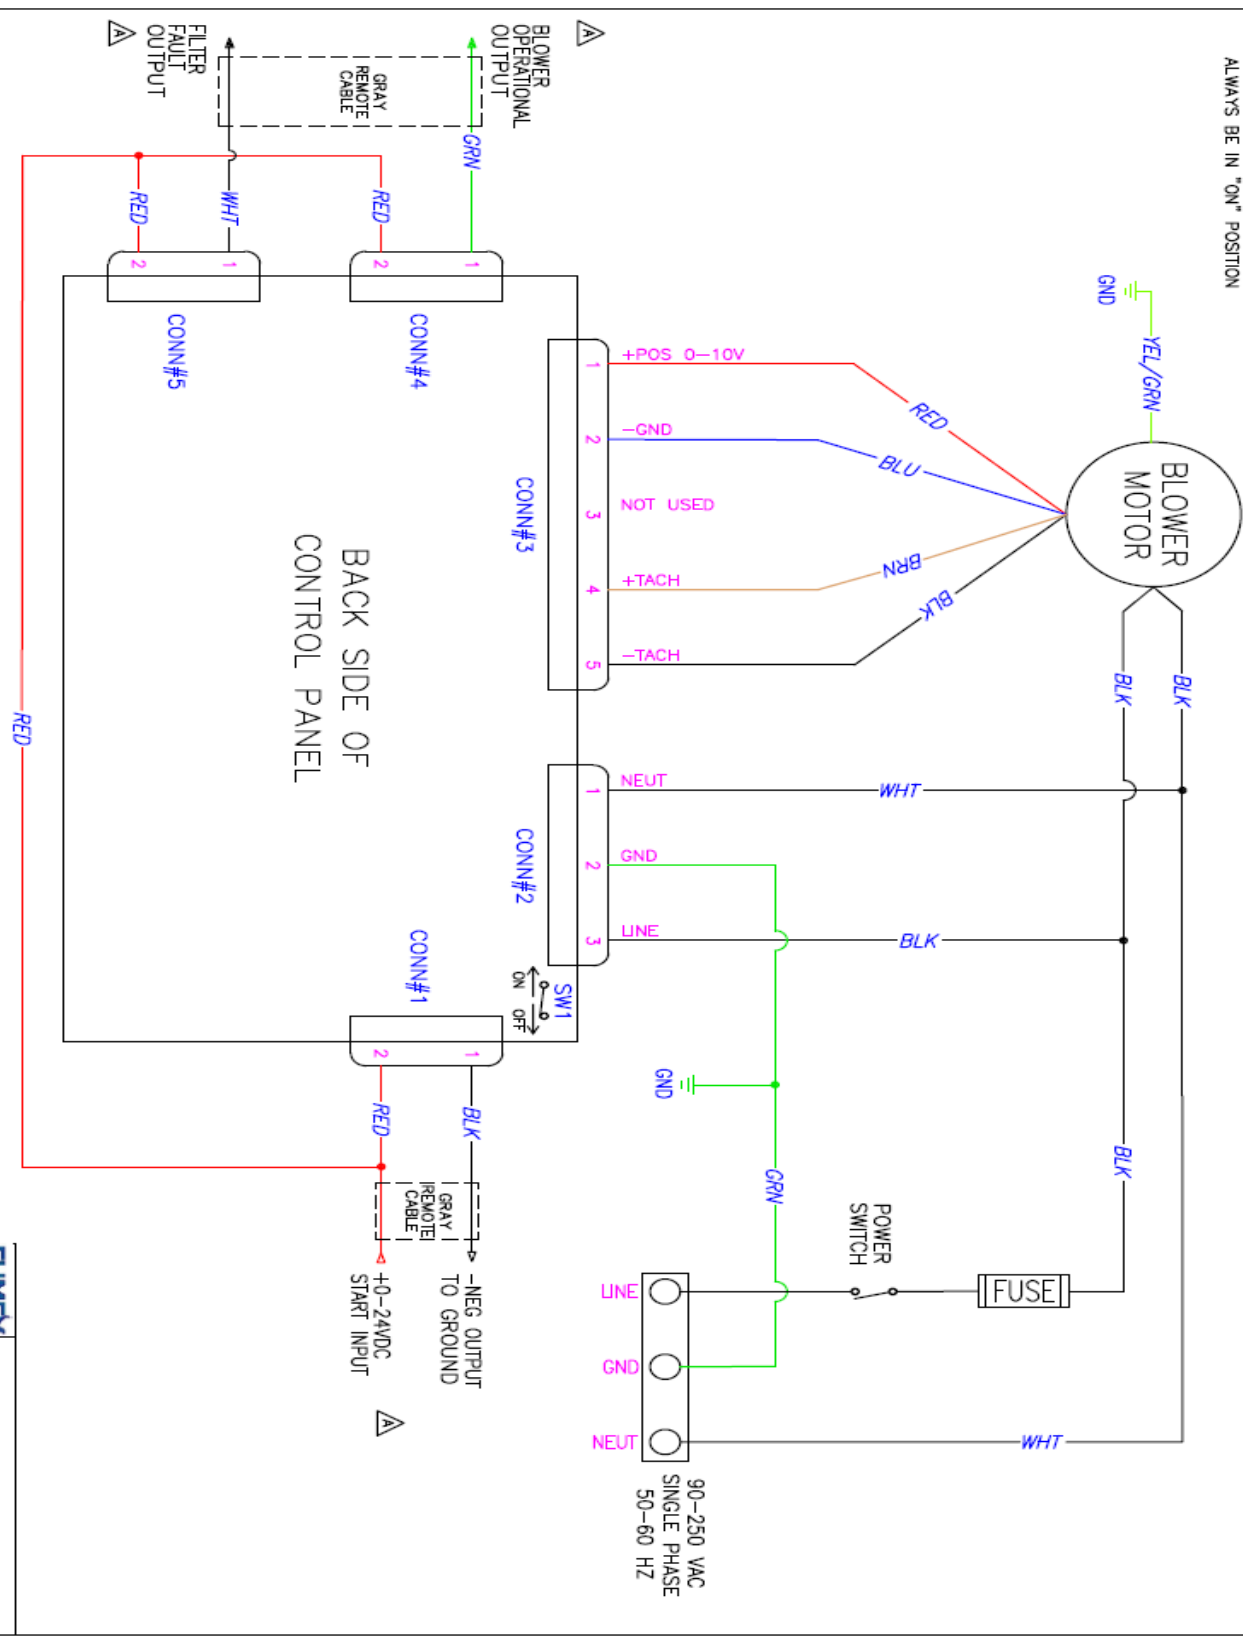 ALWAYS BE IN "ON" POSITION
BLOWER
OPERATIONAL
OUTPUT
A
FILTER
FAULT
OUTPUT
A
GRAY
REMOTE
CABLE
GRN
WHT
RED
RED
1
2
CONN#4
1
2
CONN#5
GND
YEL/GRN
BLOWER
MOTOR
+POS 0-10V
-GND
NOT USED
+TACH
-TACH
RED
BLU
BRN
BLK
1
2
3
4
5
CONN#3
BACK SIDE OF
CONTROL PANEL
BLK
BLK
RED
NEUT
GND
LINE
WHT
BLK
1
2
3
CONN#2
SW1
ON OFF
CONN#1
1
2
BLK
RED
GRAY
REMOTE
CABLE
-NEG OUTPUT
TO GROUND
+0-24VDC
START INPUT
A
GND
GRN
BLK
POWER
SWITCH
FUSE
LINE
GND
NEUT
WHT
90-250 VAC
SINGLE PHASE
50-60 HZ